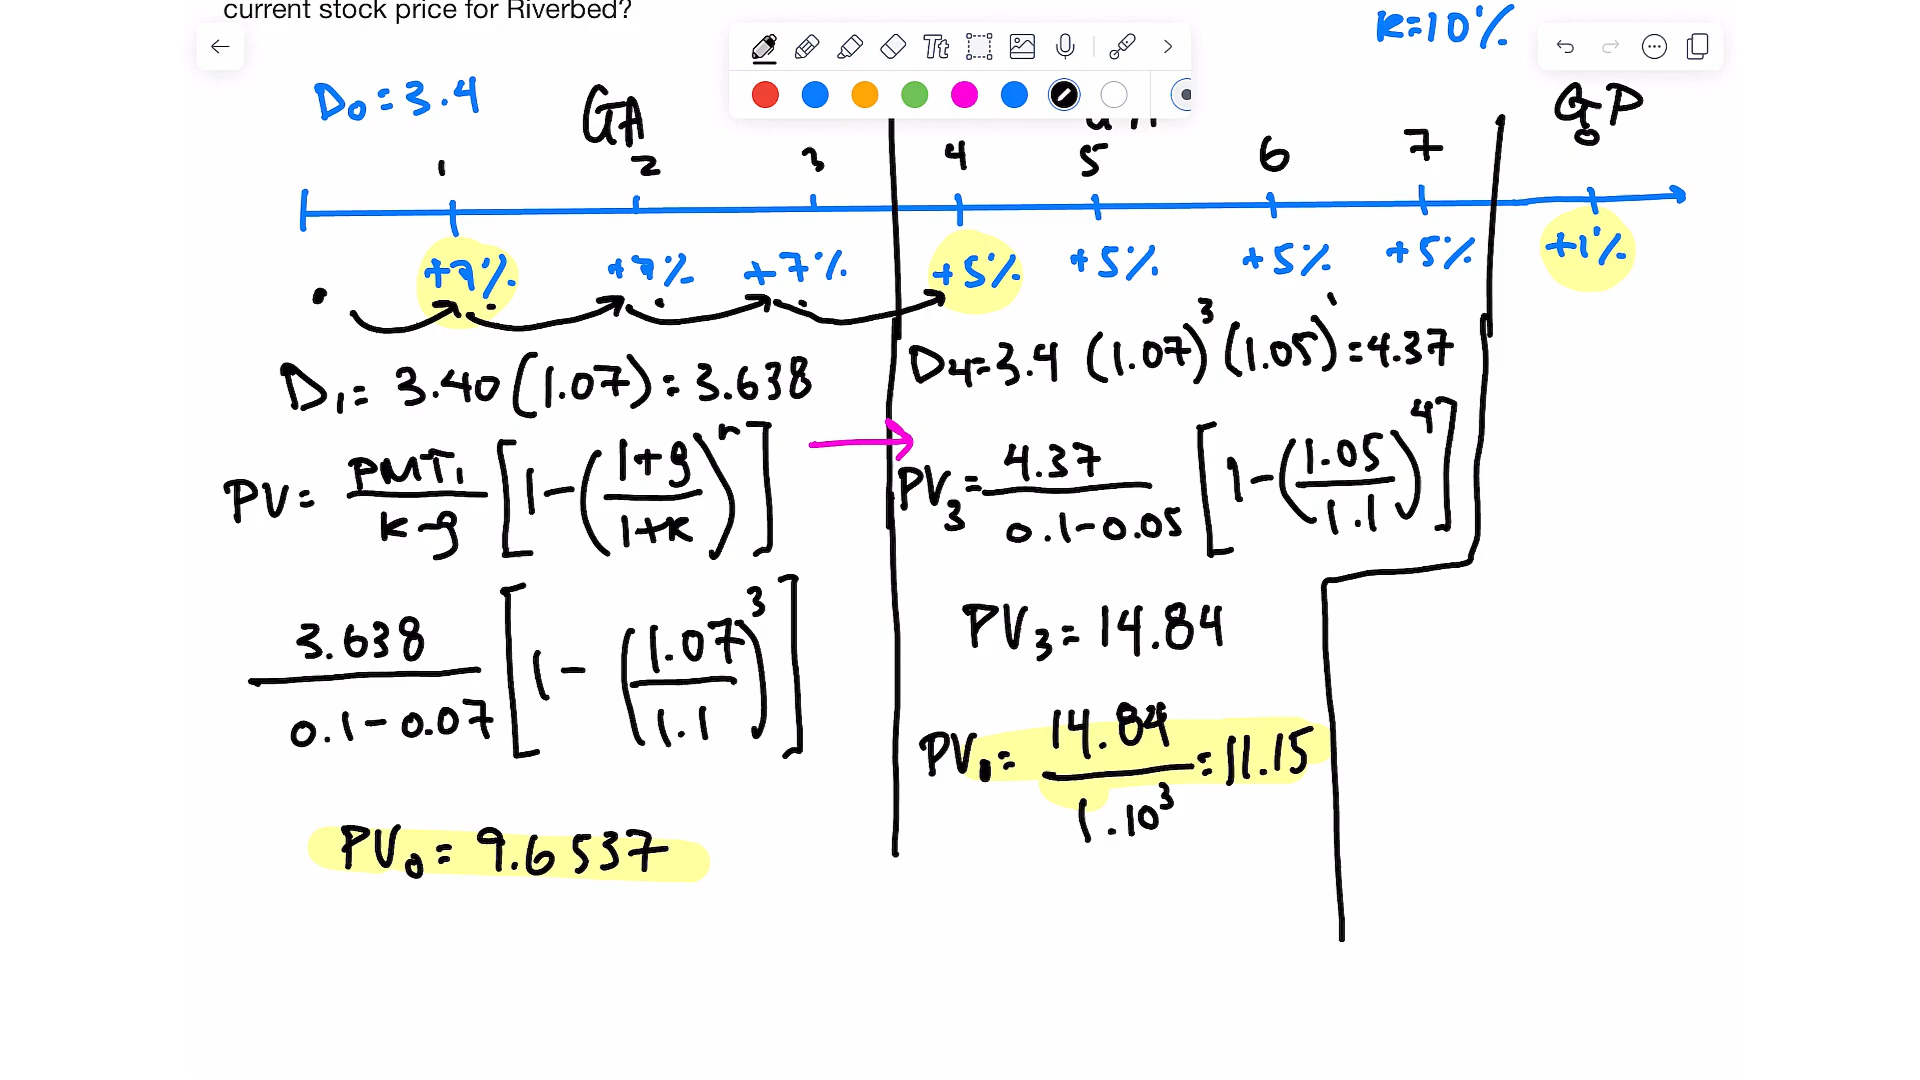 current stock price for Riverbed?
K=10%
Tt
D₀=3.4
GA
GP
1 2 3 4 5 6 7 8
+7% +7% +7% +5% +5% +5% +5% +1%
D₁= 3.40(1.07)=3.638
D4=3.4 (1.07)³(1.05)¹=4.37
PV= PMT₁/k-g [1-(1+g/1+k)ⁿ]
PV₃= 4.37/0.1-0.05 [1-(1.05/1.1)⁴]
3.638/0.1-0.07 [1-(1.07/1.1)³]
PV₃=14.84
PV₀= 14.84/1.10³ =11.15
PV₀= 9.6537